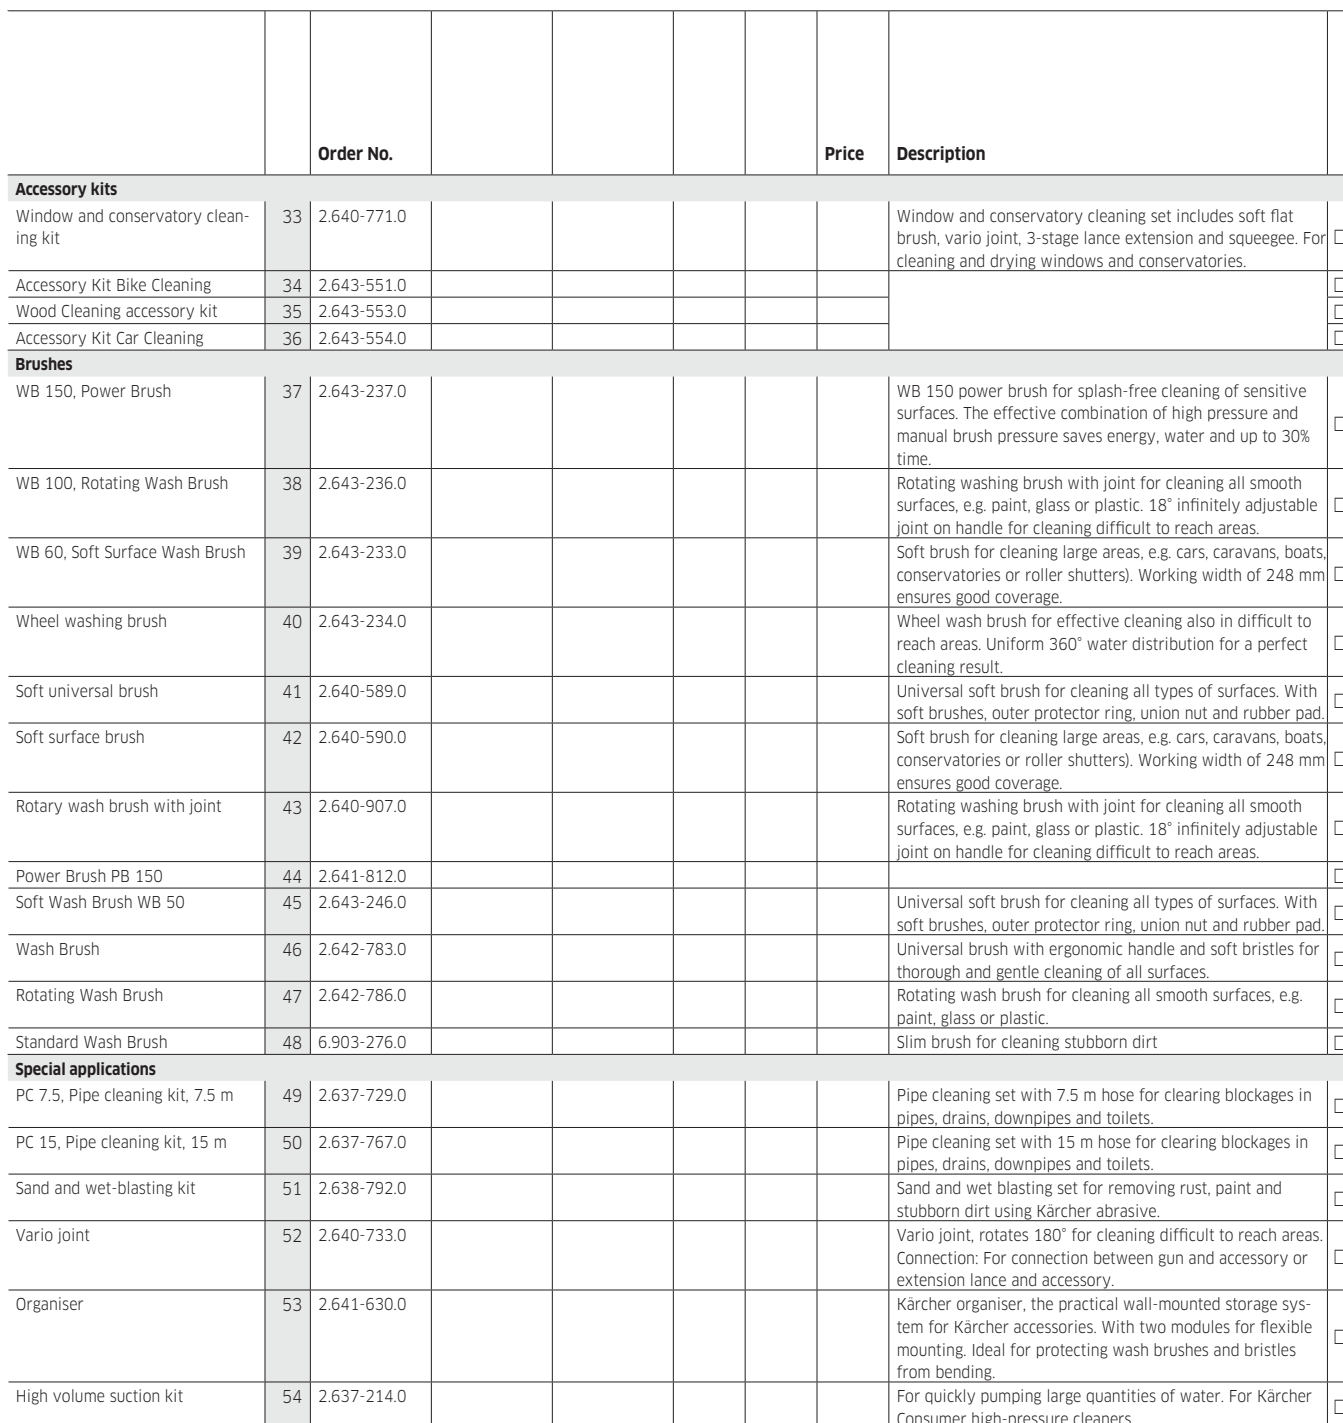 Order No. Price Description
Accessory kits
Window and conservatory clean- 33 2.640-771.0 Window and conservatory cleaning set includes soft flat
ing kit brush, vario joint, 3-stage lance extension and squeegee. For
cleaning and drying windows and conservatories.
Accessory Kit Bike Cleaning 34 2.643-551.0
Wood Cleaning accessory kit 35 2.643-553.0
Accessory Kit Car Cleaning 36 2.643-554.0
Brushes
WB 150, Power Brush 37 2.643-237.0 WB 150 power brush for splash-free cleaning of sensitive
surfaces. The effective combination of high pressure and
manual brush pressure saves energy, water and up to 30%
time.
WB 100, Rotating Wash Brush 38 2.643-236.0 Rotating washing brush with joint for cleaning all smooth
surfaces, e.g. paint, glass or plastic. 18° infinitely adjustable
joint on handle for cleaning difficult to reach areas.
WB 60, Soft Surface Wash Brush 39 2.643-233.0 Soft brush for cleaning large areas, e.g. cars, caravans, boats,
conservatories or roller shutters). Working width of 248 mm
ensures good coverage.
Wheel washing brush 40 2.643-234.0 Wheel wash brush for effective cleaning also in difficult to
reach areas. Uniform 360° water distribution for a perfect
cleaning result.
Soft universal brush 41 2.640-589.0 Universal soft brush for cleaning all types of surfaces. With
soft brushes, outer protector ring, union nut and rubber pad.
Soft surface brush 42 2.640-590.0 Soft brush for cleaning large areas, e.g. cars, caravans, boats,
conservatories or roller shutters). Working width of 248 mm
ensures good coverage.
Rotary wash brush with joint 43 2.640-907.0 Rotating washing brush with joint for cleaning all smooth
surfaces, e.g. paint, glass or plastic. 18° infinitely adjustable
joint on handle for cleaning difficult to reach areas.
Power Brush PB 150 44 2.641-812.0
Soft Wash Brush WB 50 45 2.643-246.0 Universal soft brush for cleaning all types of surfaces. With
soft brushes, outer protector ring, union nut and rubber pad.
Wash Brush 46 2.642-783.0 Universal brush with ergonomic handle and soft bristles for
thorough and gentle cleaning of all surfaces.
Rotating Wash Brush 47 2.642-786.0 Rotating wash brush for cleaning all smooth surfaces, e.g.
paint, glass or plastic.
Standard Wash Brush 48 6.903-276.0 Slim brush for cleaning stubborn dirt
Special applications
PC 7.5, Pipe cleaning kit, 7.5 m 49 2.637-729.0 Pipe cleaning set with 7.5 m hose for clearing blockages in
pipes, drains, downpipes and toilets.
PC 15, Pipe cleaning kit, 15 m 50 2.637-767.0 Pipe cleaning set with 15 m hose for clearing blockages in
pipes, drains, downpipes and toilets.
Sand and wet-blasting kit 51 2.638-792.0 Sand and wet blasting set for removing rust, paint and
stubborn dirt using Kärcher abrasive.
Vario joint 52 2.640-733.0 Vario joint, rotates 180° for cleaning difficult to reach areas.
Connection: For connection between gun and accessory or
extension lance and accessory.
Organiser 53 2.641-630.0 Kärcher organiser, the practical wall-mounted storage sys-
tem for Kärcher accessories. With two modules for flexible
mounting. Ideal for protecting wash brushes and bristles
from bending.
High volume suction kit 54 2.637-214.0 For quickly pumping large quantities of water. For Kärcher
Consumer high-pressure cleaners